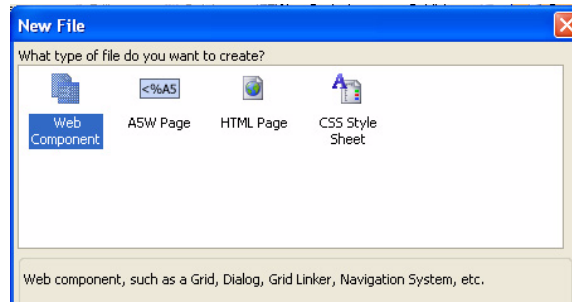 New File
What type of file do you want to create?
<%A5
Web
Component
A5W Page
HTML Page
CSS Style
Sheet
Web component, such as a Grid, Dialog, Grid Linker, Navigation System, etc.